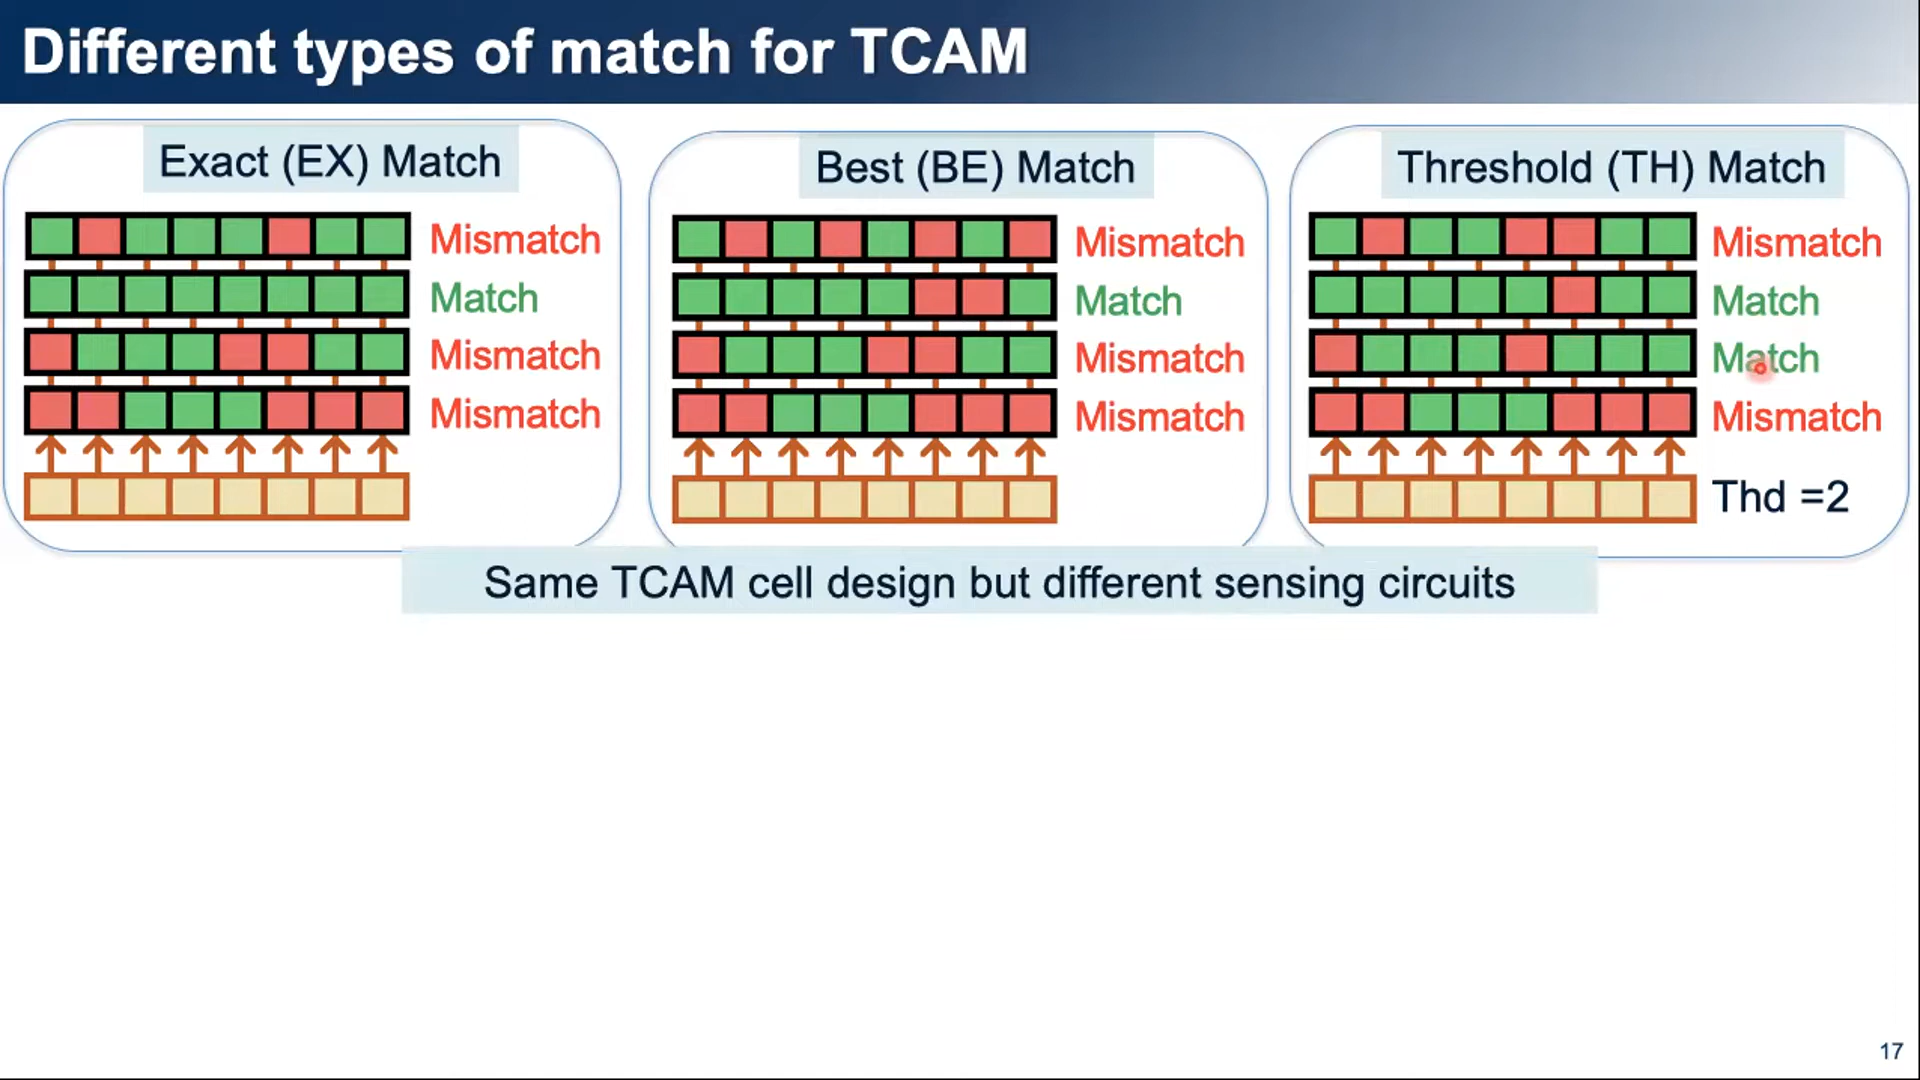 Different types of match for TCAM
Exact (EX) Match
Mismatch
Match
Mismatch
Mismatch
Best (BE) Match
Mismatch
Match
Mismatch
Mismatch
Threshold (TH) Match
Mismatch
Match
Match
Mismatch
Thd =2
Same TCAM cell design but different sensing circuits
17